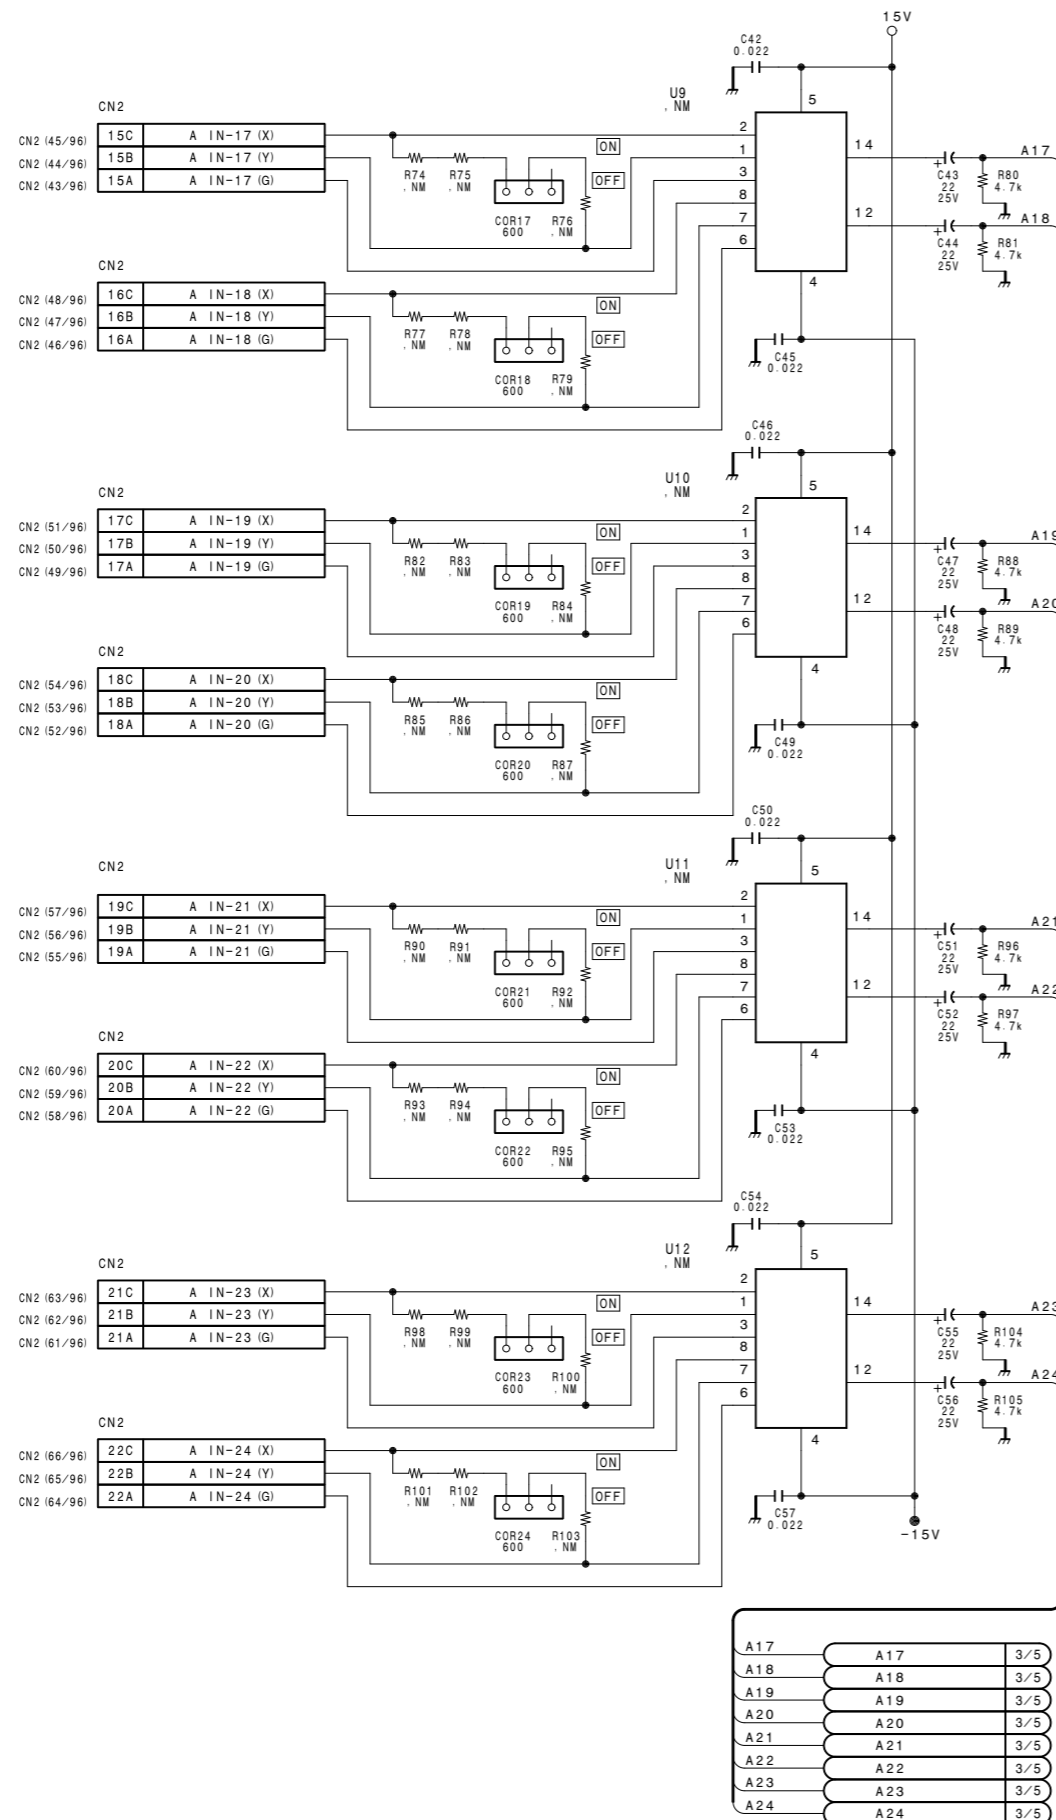 15V
C42
0.022
U9
, NM
5
CN2
CN2 (45/96) 15C A IN-17 (X)
CN2 (44/96) 15B A IN-17 (Y)
CN2 (43/96) 15A A IN-17 (G)
R74
, NM
R75
, NM
COR17
600
R76
, NM
ON
OFF
2
1
3
8
7
6
14
12
4
C43
22
25V
R80
4.7k
A17
C44
22
25V
R81
4.7k
A18
CN2
CN2 (48/96) 16C A IN-18 (X)
CN2 (47/96) 16B A IN-18 (Y)
CN2 (46/96) 16A A IN-18 (G)
R77
, NM
R78
, NM
COR18
600
R79
, NM
ON
OFF
C45
0.022
C46
0.022
U10
, NM
5
CN2
CN2 (51/96) 17C A IN-19 (X)
CN2 (50/96) 17B A IN-19 (Y)
CN2 (49/96) 17A A IN-19 (G)
R82
, NM
R83
, NM
COR19
600
R84
, NM
ON
OFF
2
1
3
8
7
6
14
12
4
C47
22
25V
R88
4.7k
A19
C48
22
25V
R89
4.7k
A20
CN2
CN2 (54/96) 18C A IN-20 (X)
CN2 (53/96) 18B A IN-20 (Y)
CN2 (52/96) 18A A IN-20 (G)
R85
, NM
R86
, NM
COR20
600
R87
, NM
ON
OFF
C49
0.022
C50
0.022
U11
, NM
5
CN2
CN2 (57/96) 19C A IN-21 (X)
CN2 (56/96) 19B A IN-21 (Y)
CN2 (55/96) 19A A IN-21 (G)
R90
, NM
R91
, NM
COR21
600
R92
, NM
ON
OFF
2
1
3
8
7
6
14
12
4
C51
22
25V
R96
4.7k
A21
C52
22
25V
R97
4.7k
A22
CN2
CN2 (60/96) 20C A IN-22 (X)
CN2 (59/96) 20B A IN-22 (Y)
CN2 (58/96) 20A A IN-22 (G)
R93
, NM
R94
, NM
COR22
600
R95
, NM
ON
OFF
C53
0.022
C54
0.022
U12
, NM
5
CN2
CN2 (63/96) 21C A IN-23 (X)
CN2 (62/96) 21B A IN-23 (Y)
CN2 (61/96) 21A A IN-23 (G)
R98
, NM
R99
, NM
COR23
600
R100
, NM
ON
OFF
2
1
3
8
7
6
14
12
4
C55
22
25V
R104
4.7k
A23
C56
22
25V
R105
4.7k
A24
CN2
CN2 (66/96) 22C A IN-24 (X)
CN2 (65/96) 22B A IN-24 (Y)
CN2 (64/96) 22A A IN-24 (G)
R101
, NM
R102
, NM
COR24
600
R103
, NM
ON
OFF
C57
0.022
-15V
A17 A17 3/5
A18 A18 3/5
A19 A19 3/5
A20 A20 3/5
A21 A21 3/5
A22 A22 3/5
A23 A23 3/5
A24 A24 3/5